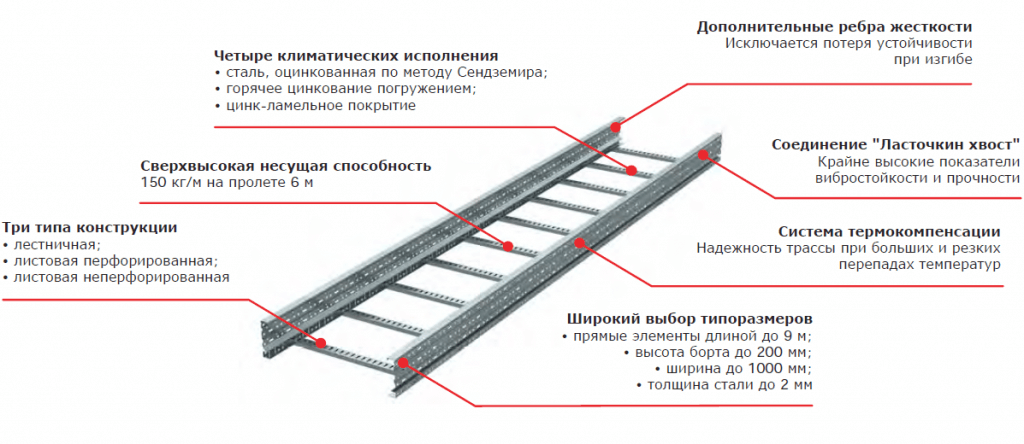 Дополнительные ребра жесткости
Исключается потеря устойчивости
при изгибе
Четыре климатических исполнения
• сталь, оцинкованная по методу Сендземира;
• горячее цинкование погружением;
• цинк-ламельное покрытие
Соединение "Ласточкин хвост"
Крайне высокие показатели
вибростойкости и прочности
Сверхвысокая несущая способность
150 кг/м на пролете 6 м
Три типа конструкции
• лестничная;
• листовая перфорированная;
• листовая неперфорированная
Система термокомпенсации
Надежность трассы при больших и резких
перепадах температур
Широкий выбор типоразмеров
• прямые элементы длиной до 9 м;
• высота борта до 200 мм;
• ширина до 1000 мм;
• толщина стали до 2 мм